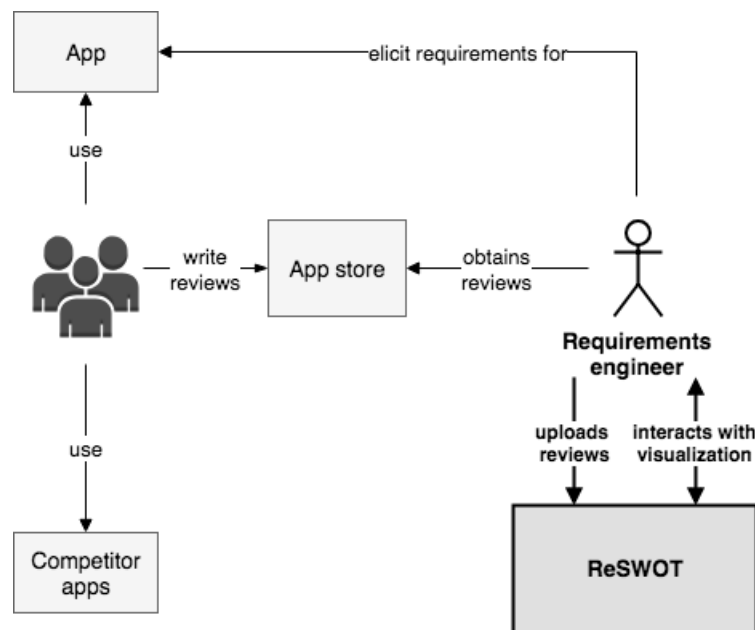 App
elicit requirements for
use
write
reviews
App store
obtains
reviews
Requirements
engineer
uploads
reviews
interacts with
visualization
use
Competitor
apps
ReSWOT